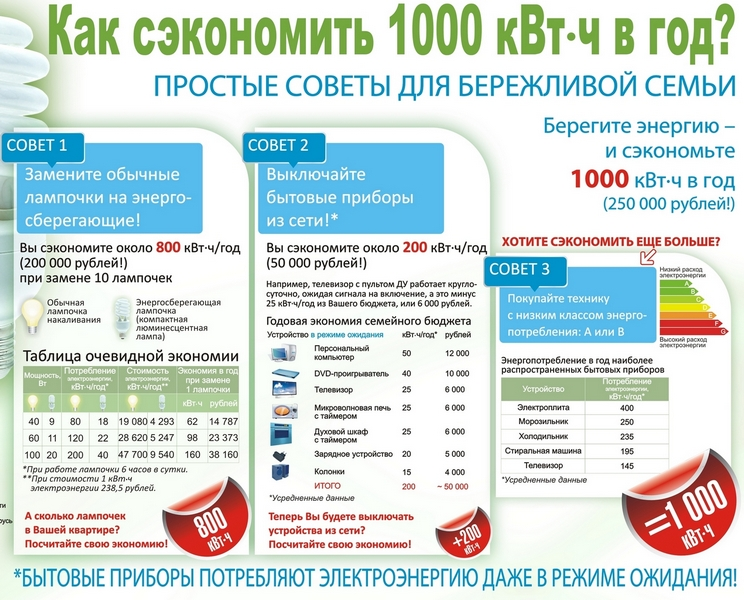 Как сэкономить 1000 кВт·ч в год?
ПРОСТЫЕ СОВЕТЫ ДЛЯ БЕРЕЖЛИВОЙ СЕМЬИ
Берегите энергию –
и сэкономьте
1000 кВт·ч в год
(250 000 рублей!)
СОВЕТ 1
Замените обычные
лампочки на энерго-
сберегающие!
Вы сэкономите около 800 кВт·ч/год
(200 000 рублей!)
при замене 10 лампочек
Обычная
лампочка
накаливания
Энергосберегающая
лампочка
(компактная
люминесцентная
лампа)
Таблица очевидной экономии
Мощность, Вт Потребление электроэнергии, кВт·ч/год* Стоимость электроэнергии, кВт·ч/год** Экономия в год при замене 1 лампочки
кВт·ч рублей
40 9 80 18 19 080 4 293 62 14 787
60 11 120 22 28 620 5 247 98 23 373
100 20 200 40 47 700 9 540 160 38 160
*При работе лампочки 6 часов в сутки.
**При стоимости 1 кВт·ч
электроэнергии 238,5 рублей.
А сколько лампочек
в Вашей квартире?
Посчитайте свою экономию!
800
кВт·ч
СОВЕТ 2
Выключайте
бытовые приборы
из сети!*
Вы сэкономите около 200 кВт·ч/год
(50 000 рублей!)
Например, телевизор с пультом ДУ работает кругло-
суточно, ожидая сигнала на включение, а это минус
25 кВт·ч/год из Вашего бюджета, или 6 000 рублей.
Годовая экономия семейного бюджета
Устройство в режиме ожидания кВт·ч/год* рублей
Персональный
компьютер 50 12 000
DVD-проигрыватель 40 10 000
Телевизор 25 6 000
Микроволновая печь
с таймером 25 6 000
Духовой шкаф
с таймером 25 6 000
Зарядное устройство 20 5 000
Колонки 15 4 000
ИТОГО 200 ~ 50 000
*Усредненные данные
Теперь Вы будете выключать
устройства из сети?
Посчитайте свою экономию!
+200
кВт·ч
ХОТИТЕ СЭКОНОМИТЬ ЕЩЕ БОЛЬШЕ?
СОВЕТ 3
Покупайте технику
с низким классом энерго-
потребления: А или В
Низкий расход
электроэнергии
A
B
C
D
E
F
G
Высокий расход
электроэнергии
Энергопотребление в год наиболее
распространенных бытовых приборов
Устройство Потребление электроэнергии, кВт·ч/год*
Электроплита 400
Морозильник 250
Холодильник 235
Стиральная машина 195
Телевизор 145
*Усредненные данные
=1 000
кВт·ч
*БЫТОВЫЕ ПРИБОРЫ ПОТРЕБЛЯЮТ ЭЛЕКТРОЭНЕРГИЮ ДАЖЕ В РЕЖИМЕ ОЖИДАНИЯ!